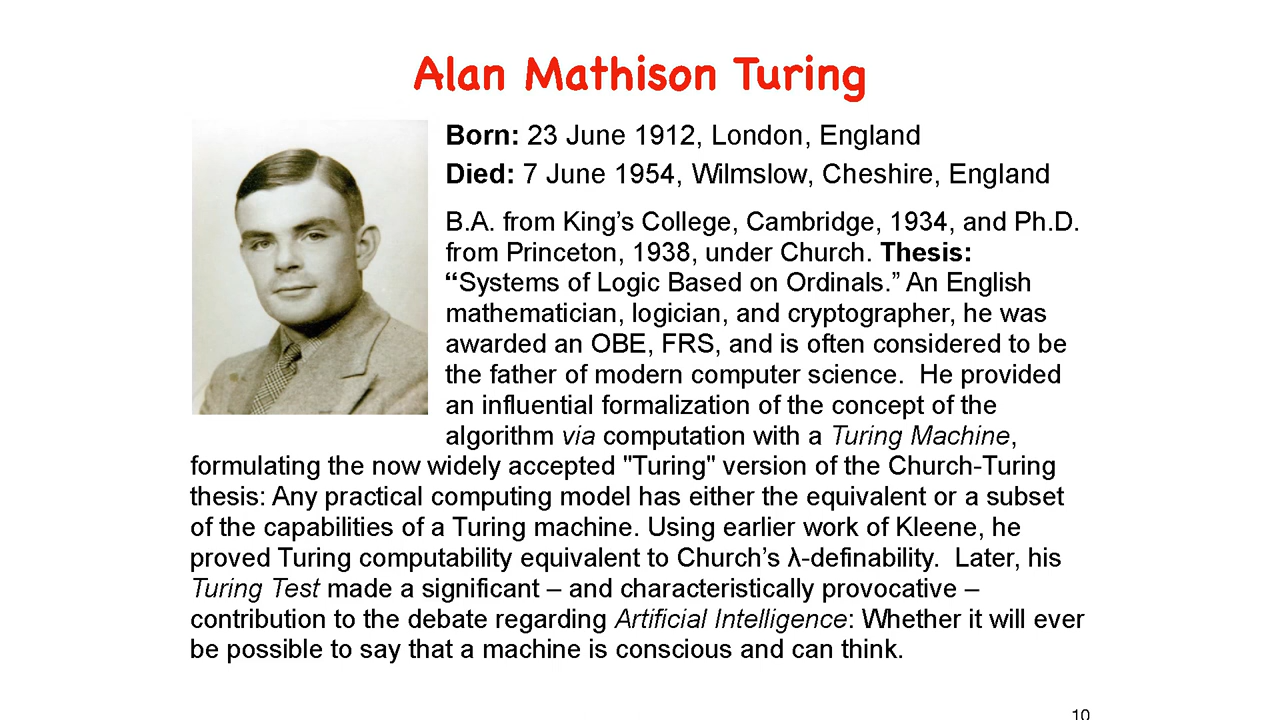 Alan Mathison Turing
Born: 23 June 1912, London, England
Died: 7 June 1954, Wilmslow, Cheshire, England
B.A. from King’s College, Cambridge, 1934, and Ph.D.
from Princeton, 1938, under Church. Thesis:
“Systems of Logic Based on Ordinals.” An English
mathematician, logician, and cryptographer, he was
awarded an OBE, FRS, and is often considered to be
the father of modern computer science.  He provided
an influential formalization of the concept of the
algorithm via computation with a Turing Machine,
formulating the now widely accepted "Turing" version of the Church-Turing
thesis: Any practical computing model has either the equivalent or a subset
of the capabilities of a Turing machine. Using earlier work of Kleene, he
proved Turing computability equivalent to Church’s λ-definability.  Later, his
Turing Test made a significant – and characteristically provocative –
contribution to the debate regarding Artificial Intelligence: Whether it will ever
be possible to say that a machine is conscious and can think.
10